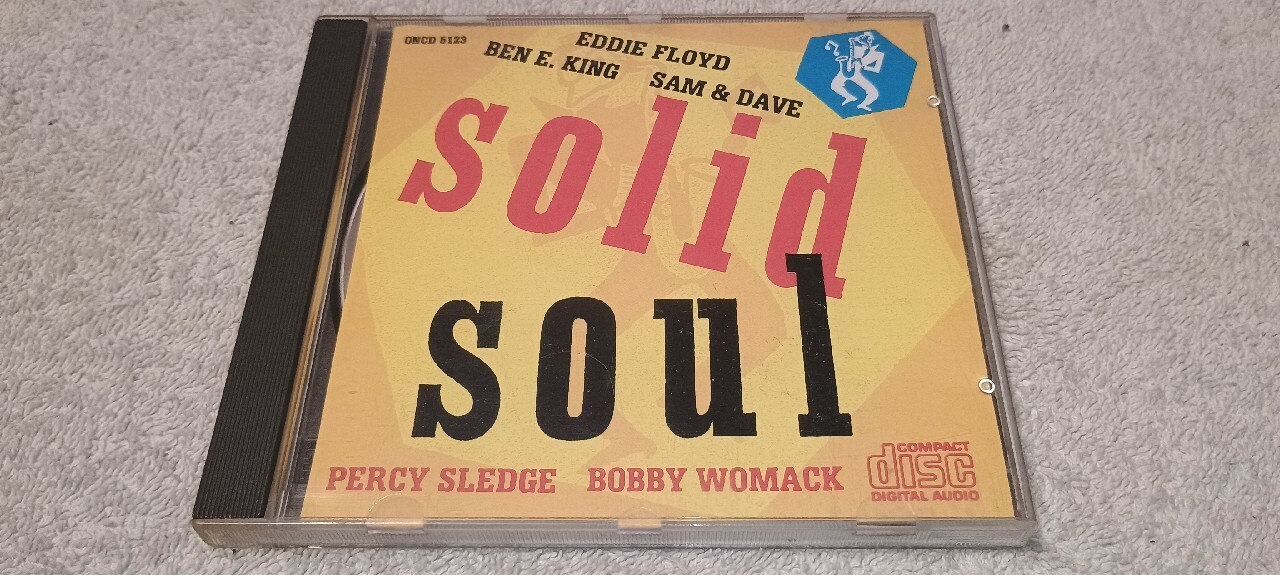 ONCD 5123
EDDIE FLOYD
BEN E. KING SAM & DAVE
solid
soul
PERCY SLEDGE BOBBY WOMACK
COMPACT
disc
DIGITAL AUDIO